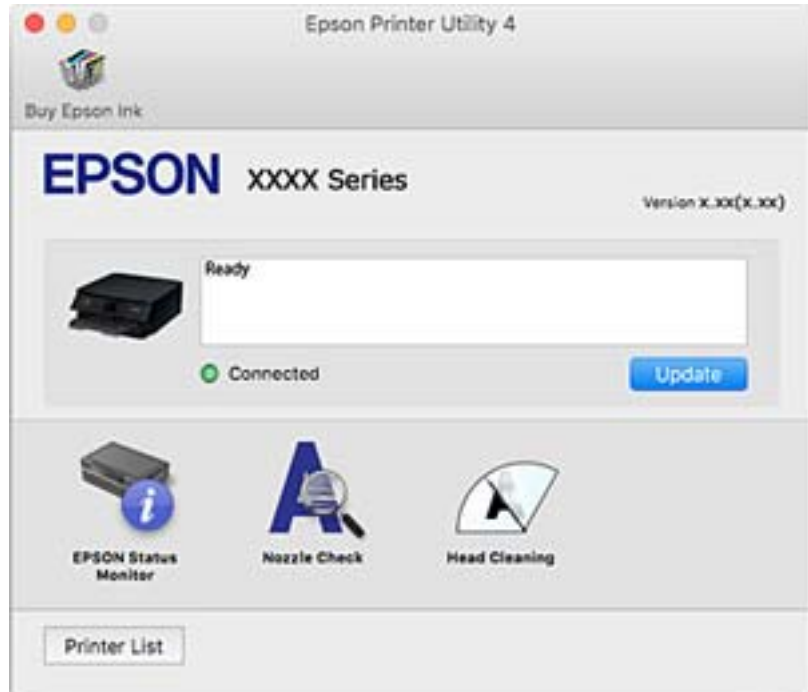 Epson Printer Utility 4
Buy Epson Ink
EPSON XXXX Series
Version x.xx(x.xx)
Ready
Connected
Update
EPSON Status
Monitor
Nozzle Check
Head Cleaning
Printer List